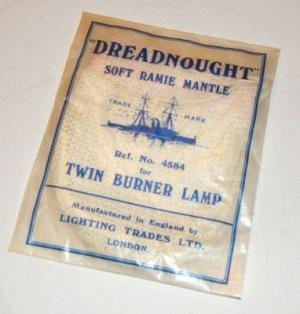 "DREADNOUGHT"
SOFT RAMIE MANTLE
TRADE MARK
Ref. No. 4584
for
TWIN BURNER LAMP
Manufactured in England by
LIGHTING TRADES LTD.
LONDON.